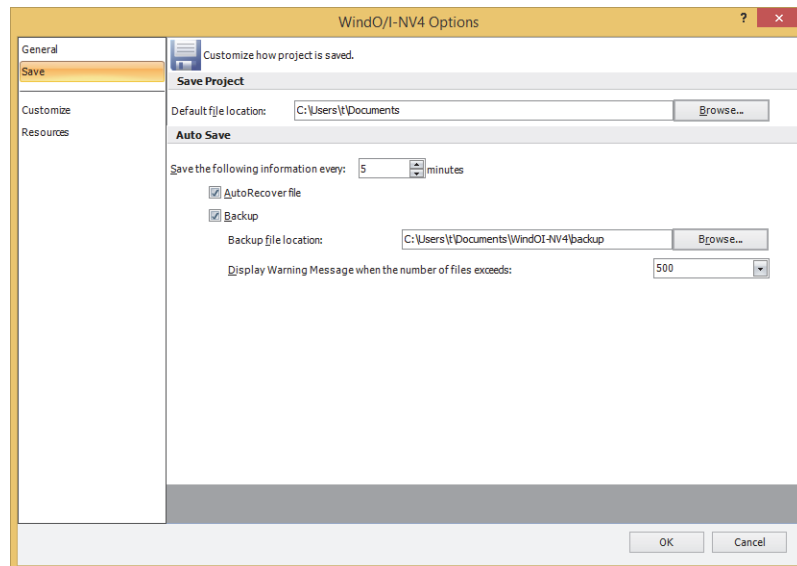 WindO/I-NV4 Options
? ×
General
Save
Customize
Resources
Customize how project is saved.
Save Project
Default file location: C:\Users\t\Documents Browse...
Auto Save
Save the following information every: 5 minutes
AutoRecover file
Backup
Backup file location: C:\Users\t\Documents\WindOI-NV4\backup Browse...
Display Warning Message when the number of files exceeds: 500
OK Cancel